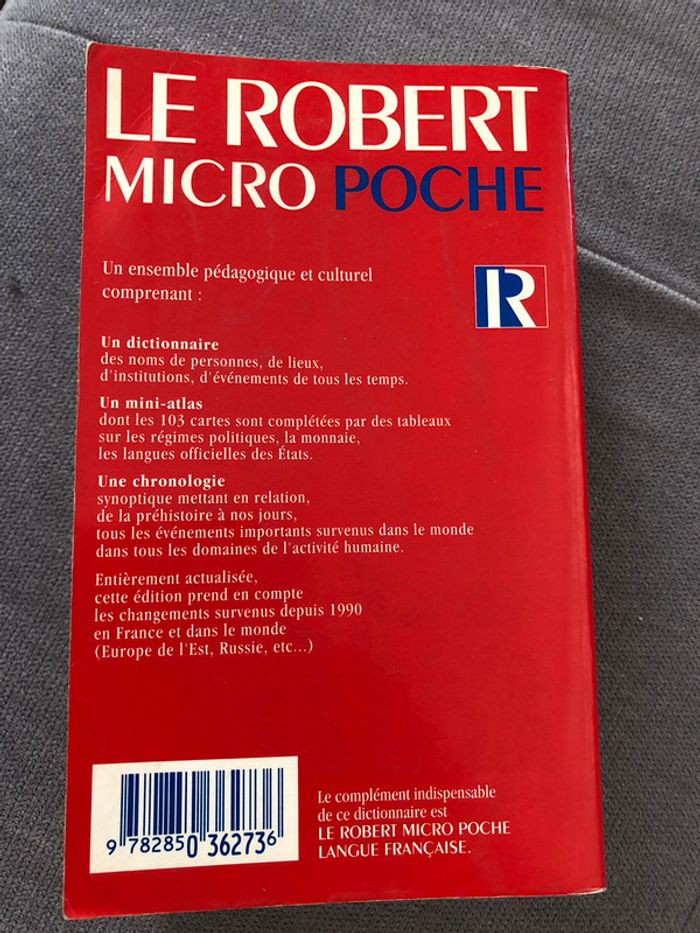 LE ROBERT
MICRO POCHE
Un ensemble pédagogique et culturel
comprenant :
R
Un dictionnaire
des noms de personnes, de lieux,
d'institutions, d'événements de tous les temps.
Un mini-atlas
dont les 103 cartes sont complétées par des tableaux
sur les régimes politiques, la monnaie,
les langues officielles des États.
Une chronologie
synoptique mettant en relation,
de la préhistoire à nos jours,
tous les événements importants survenus dans le monde
dans tous les domaines de l'activité humaine.
Entièrement actualisée,
cette édition prend en compte
les changements survenus depuis 1990
en France et dans le monde
(Europe de l'Est, Russie, etc...)
9 782850 362736
Le complément indispensable
de ce dictionnaire est
LE ROBERT MICRO POCHE
LANGUE FRANÇAISE.